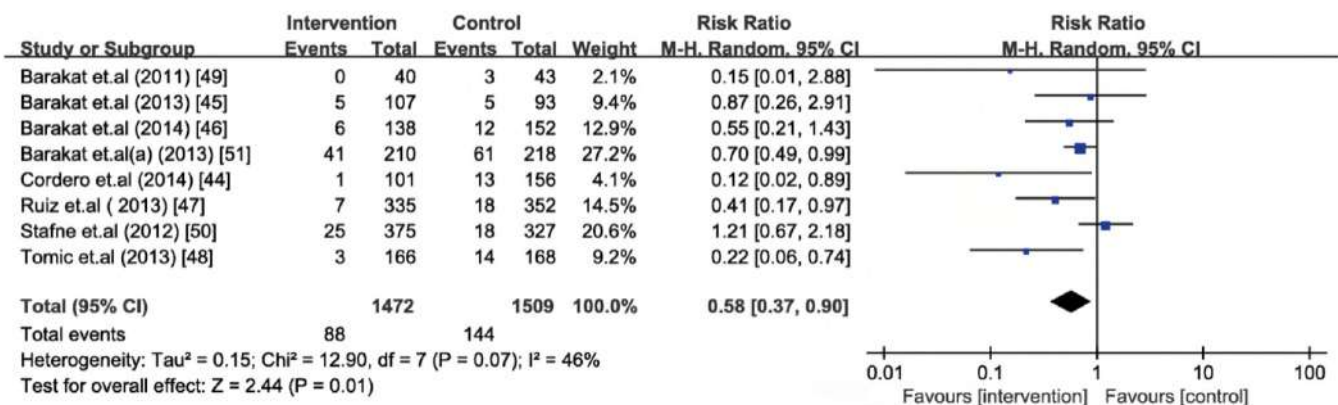 Intervention Control Risk Ratio Risk Ratio
Study or Subgroup Events Total Events Total Weight M-H, Random, 95% CI M-H, Random, 95% CI
Barakat et.al (2011) [49] 0 40 3 43 2.1% 0.15 [0.01, 2.88]
Barakat et.al (2013) [45] 5 107 5 93 9.4% 0.87 [0.26, 2.91]
Barakat et.al (2014) [46] 6 138 12 152 12.9% 0.55 [0.21, 1.43]
Barakat et.al(a) (2013) [51] 41 210 61 218 27.2% 0.70 [0.49, 0.99]
Cordero et.al (2014) [44] 1 101 13 156 4.1% 0.12 [0.02, 0.89]
Ruiz et.al ( 2013) [47] 7 335 18 352 14.5% 0.41 [0.17, 0.97]
Stafne et.al (2012) [50] 25 375 18 327 20.6% 1.21 [0.67, 2.18]
Tomic et.al (2013) [48] 3 166 14 168 9.2% 0.22 [0.06, 0.74]
Total (95% CI) 1472 1509 100.0% 0.58 [0.37, 0.90]
Total events 88 144
Heterogeneity: Tau² = 0.15; Chi² = 12.90, df = 7 (P = 0.07); I² = 46%
Test for overall effect: Z = 2.44 (P = 0.01)
0.01 0.1 1 10 100
Favours [intervention] Favours [control]